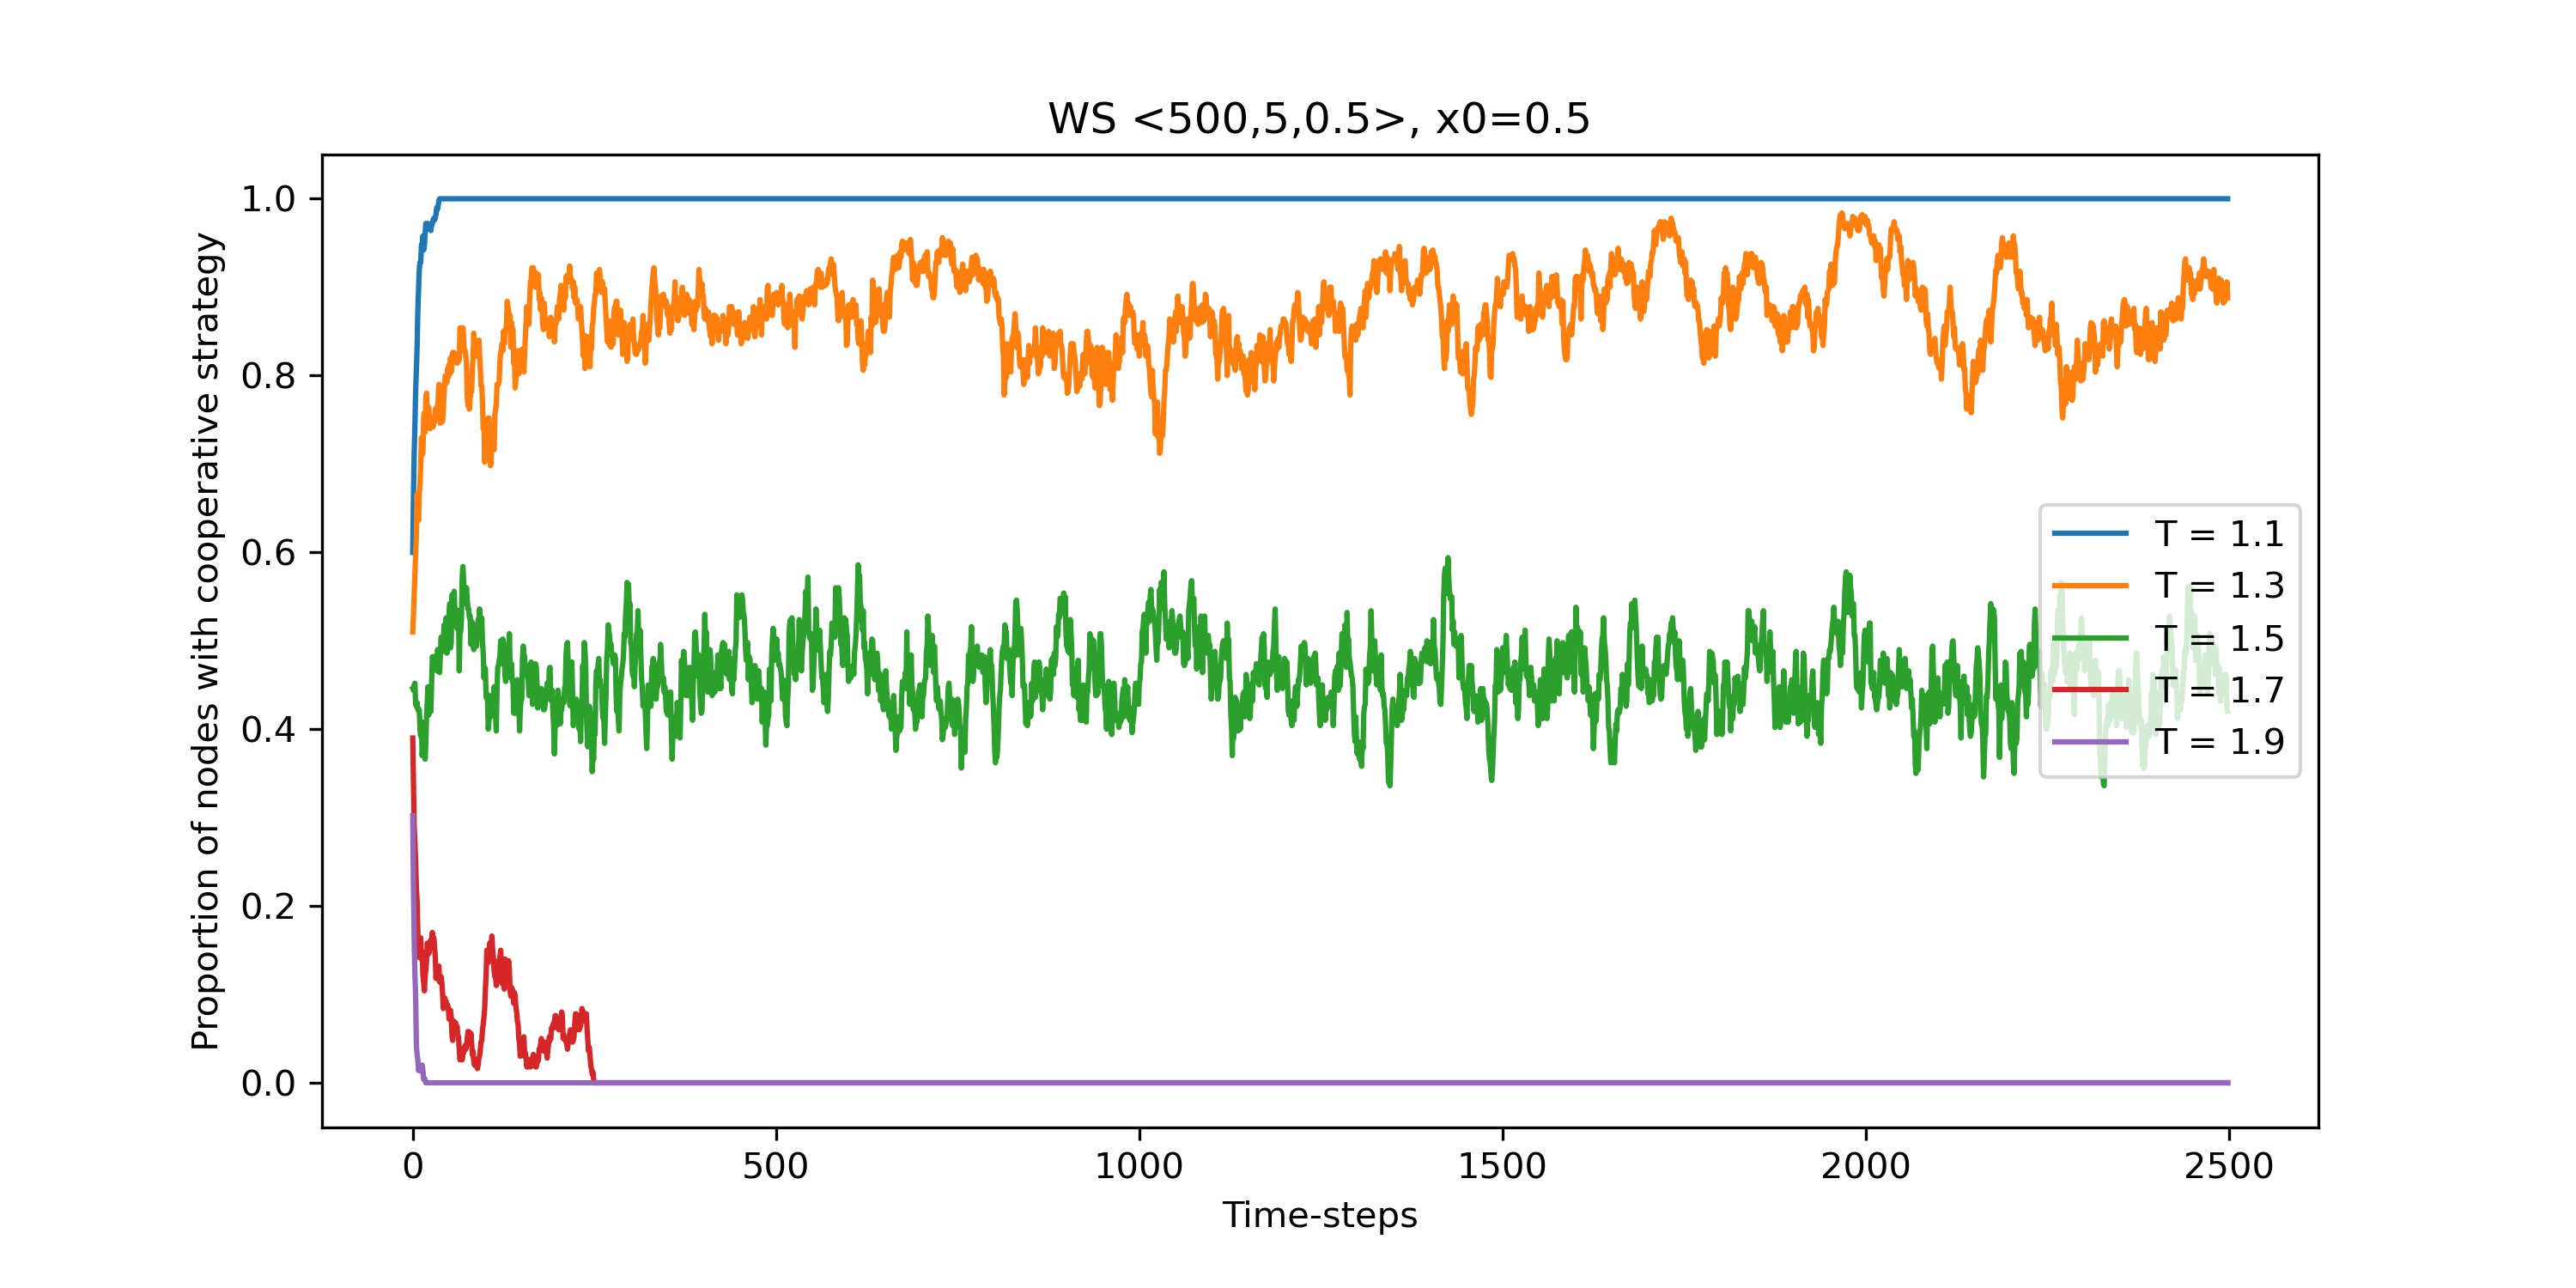 WS <500,5,0.5>, x0=0.5
Proportion of nodes with cooperative strategy
1.0
0.8
0.6
0.4
0.2
0.0
T = 1.1
T = 1.3
T = 1.5
T = 1.7
T = 1.9
0 500 1000 1500 2000 2500
Time-steps